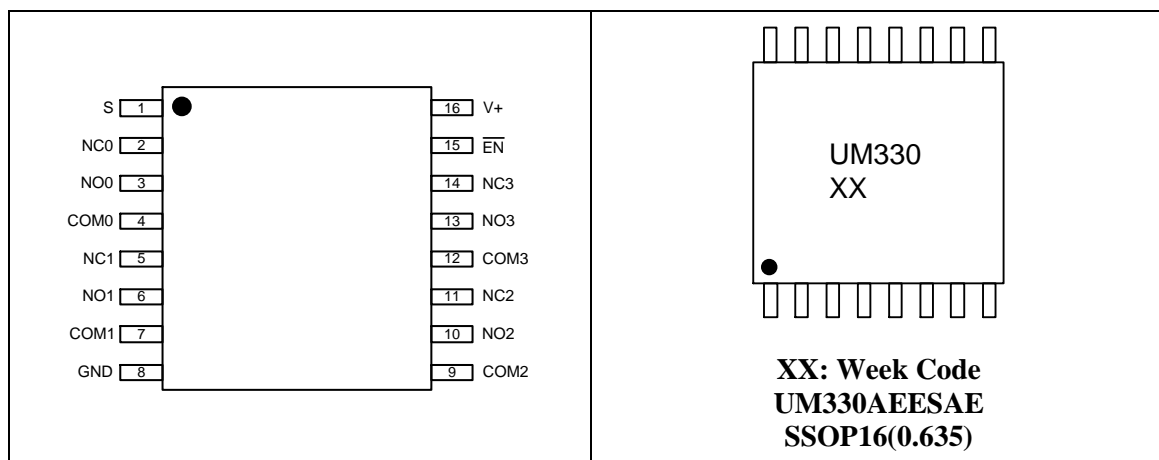 S 1
NC0 2
NO0 3
COM0 4
NC1 5
NO1 6
COM1 7
GND 8
16 V+
15 E̅N̅
14 NC3
13 NO3
12 COM3
11 NC2
10 NO2
9 COM2
UM330
XX
XX: Week Code
UM330AEESAE
SSOP16(0.635)